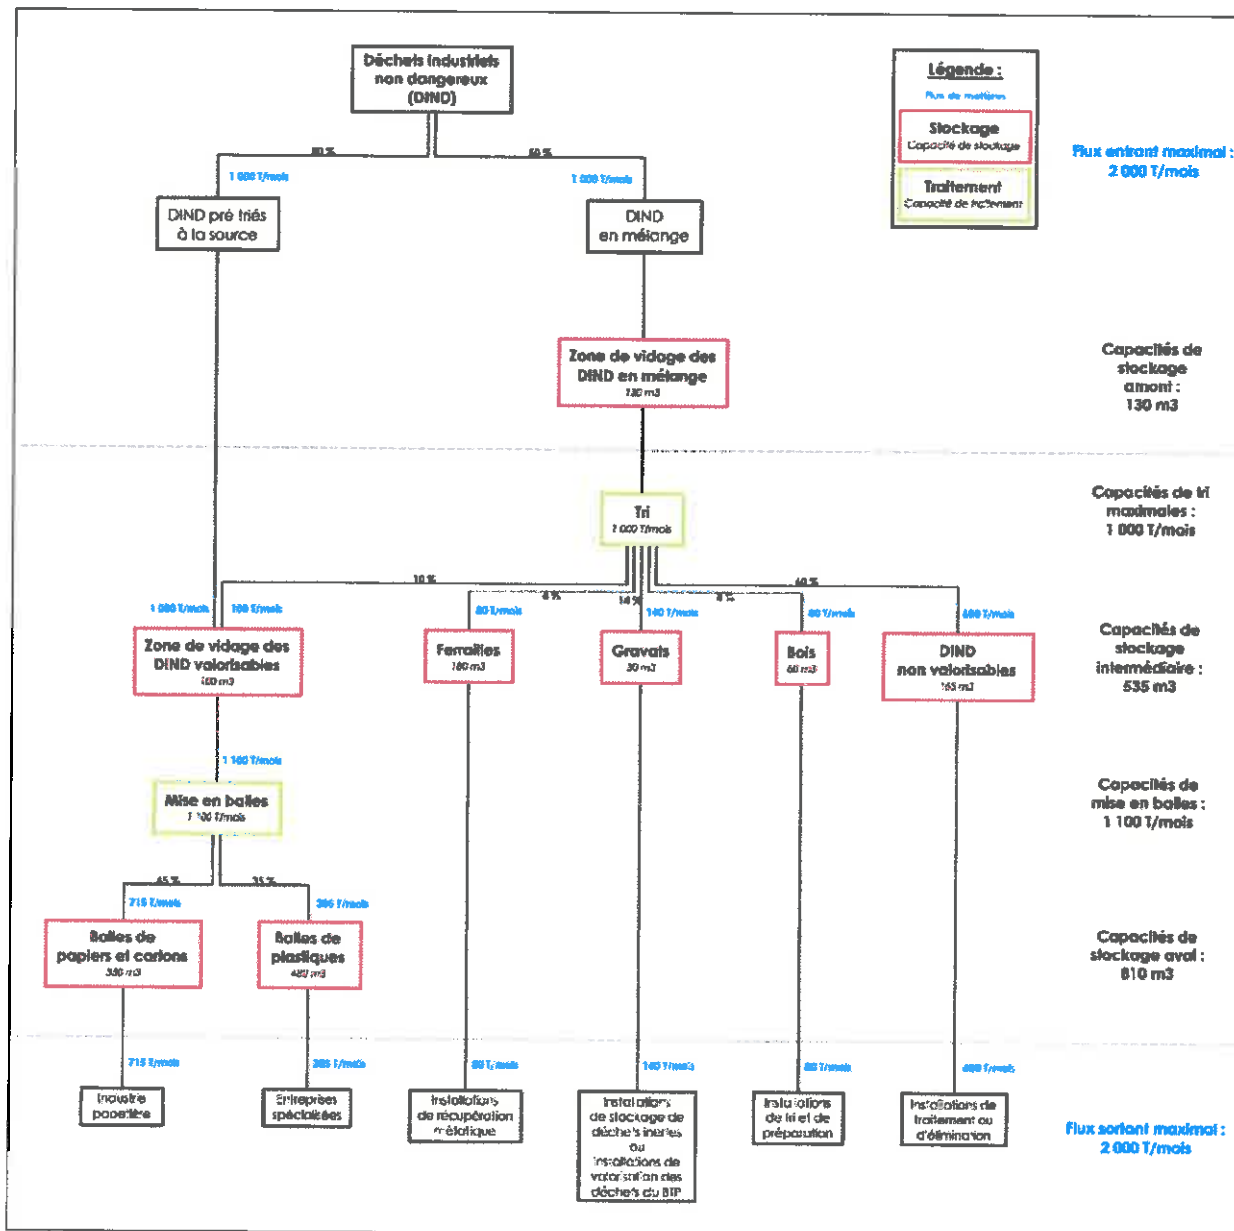 Déchets industriels
non dangereux
(DIND)
Légende :
Flux de matières
Stockage
Capacité de stockage
Traitement
Capacité de traitement
Flux entrant maximal :
2 000 T/mois
1 000 T/mois
1 000 T/mois
DIND pré triés
à la source
DIND
en mélange
Zone de vidage des
DIND en mélange
130 m3
Capacités de
stockage
amont :
130 m3
Tri
1 000 T/mois
Capacités de tri
maximales :
1 000 T/mois
10 %
8 %
14 %
8 %
60 %
1 000 T/mois
100 T/mois
80 T/mois
140 T/mois
80 T/mois
600 T/mois
Zone de vidage des
DIND valorisables
100 m3
Ferrailles
180 m3
Gravats
30 m3
Bois
60 m3
DIND
non valorisables
165 m3
Capacités de
stockage
intermédiaire :
535 m3
1 100 T/mois
Mise en balles
1 100 T/mois
Capacités de
mise en balles :
1 100 T/mois
65 %
35 %
715 T/mois
385 T/mois
Balles de
papiers et cartons
330 m3
Balles de
plastiques
480 m3
Capacités de
stockage aval :
810 m3
715 T/mois
385 T/mois
80 T/mois
140 T/mois
80 T/mois
600 T/mois
Industrie
papetière
Entreprises
spécialisées
Installations
de récupération
métallique
Installations
de stockage de
déchets inertes
ou
installations de
valorisation des
déchets du BTP
Installations
de tri et de
préparation
Installations de
traitement ou
d'élimination
Flux sortant maximal :
2 000 T/mois